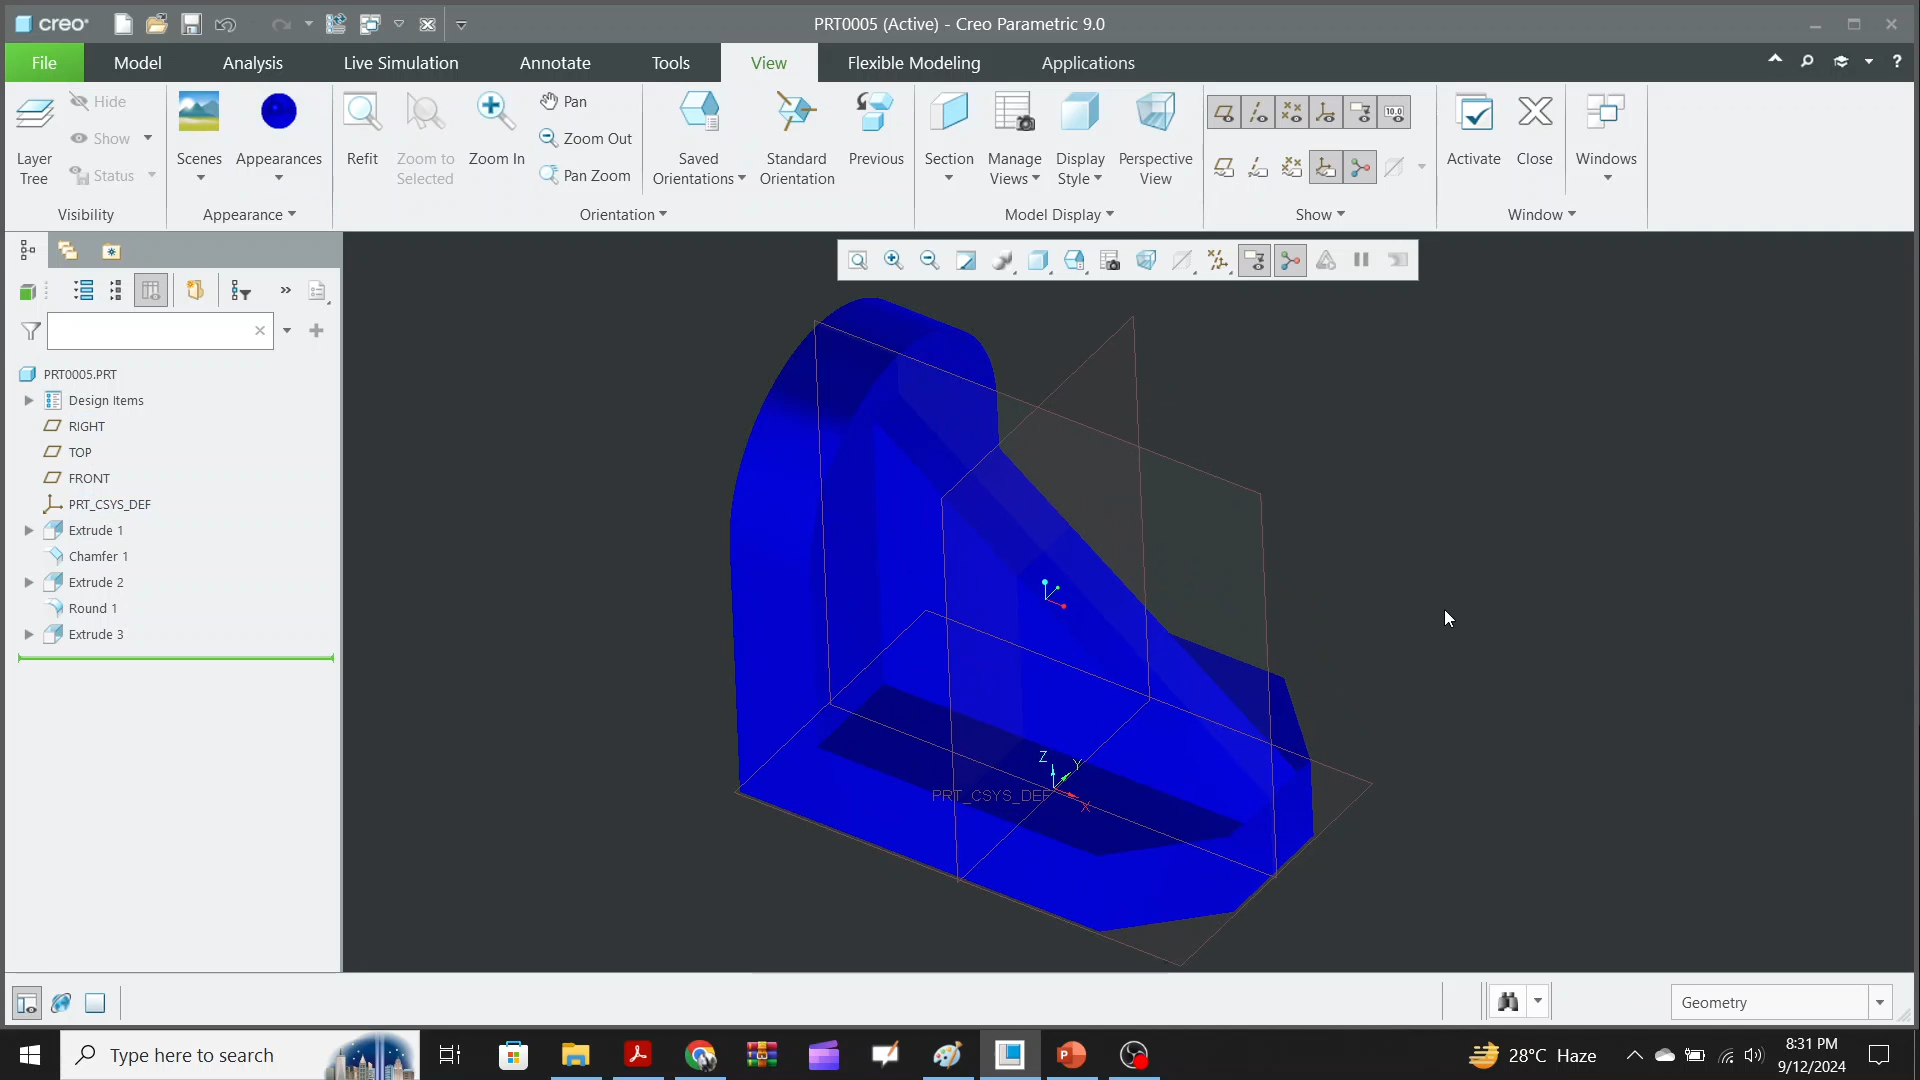 creo
PRT0005 (Active) - Creo Parametric 9.0
File Model Analysis Live Simulation Annotate Tools View Flexible Modeling Applications
Layer Tree
Hide
Show
Status
Visibility
Scenes
Appearances
Appearance
Refit
Zoom to Selected
Zoom In
Pan
Zoom Out
Pan Zoom
Saved Orientations
Standard Orientation
Previous
Orientation
Section
Manage Views
Display Style
Perspective View
Model Display
10.0
Show
Activate
Close
Windows
Window
PRT0005.PRT
Design Items
RIGHT
TOP
FRONT
PRT_CSYS_DEF
Extrude 1
Chamfer 1
Extrude 2
Round 1
Extrude 3
Z
Y
X
PRT_CSYS_DEF
Geometry
Type here to search
28°C Haze
8:31 PM
9/12/2024